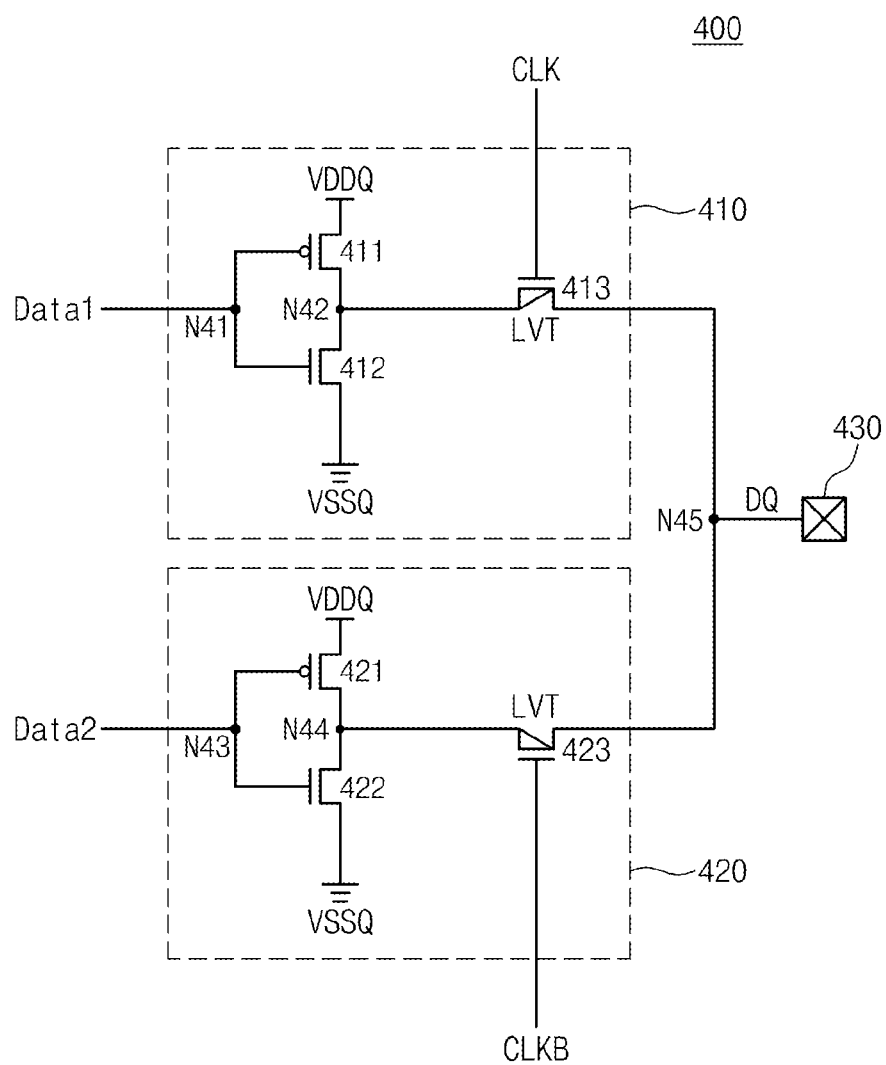 400
CLK
VDDQ
410
411
413
Data1
N41
N42
LVT
412
430
VSSQ
DQ
N45
VDDQ
421
LVT
Data2
N43
N44
423
422
420
VSSQ
CLKB